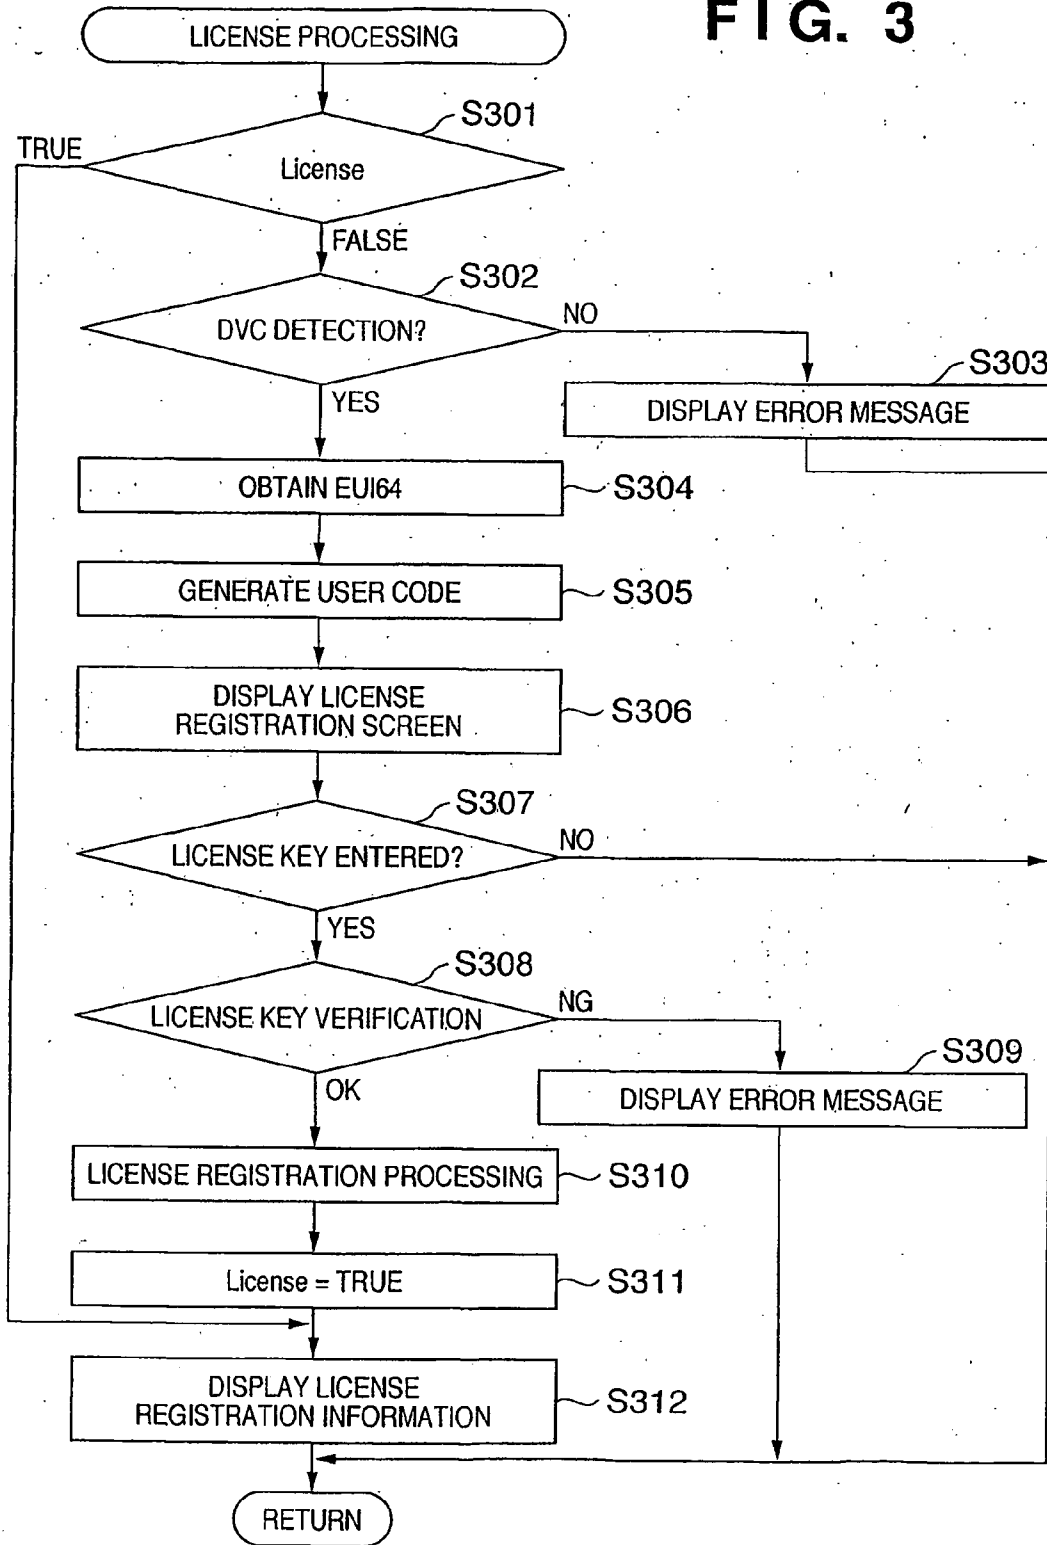 FIG. 3
LICENSE PROCESSING
S301
TRUE
License
FALSE
S302
DVC DETECTION?
NO
YES
S303
DISPLAY ERROR MESSAGE
OBTAIN EUI64
S304
GENERATE USER CODE
S305
DISPLAY LICENSE
REGISTRATION SCREEN
S306
S307
LICENSE KEY ENTERED?
NO
YES
S308
LICENSE KEY VERIFICATION
NG
OK
S309
DISPLAY ERROR MESSAGE
LICENSE REGISTRATION PROCESSING
S310
License = TRUE
S311
DISPLAY LICENSE
REGISTRATION INFORMATION
S312
RETURN